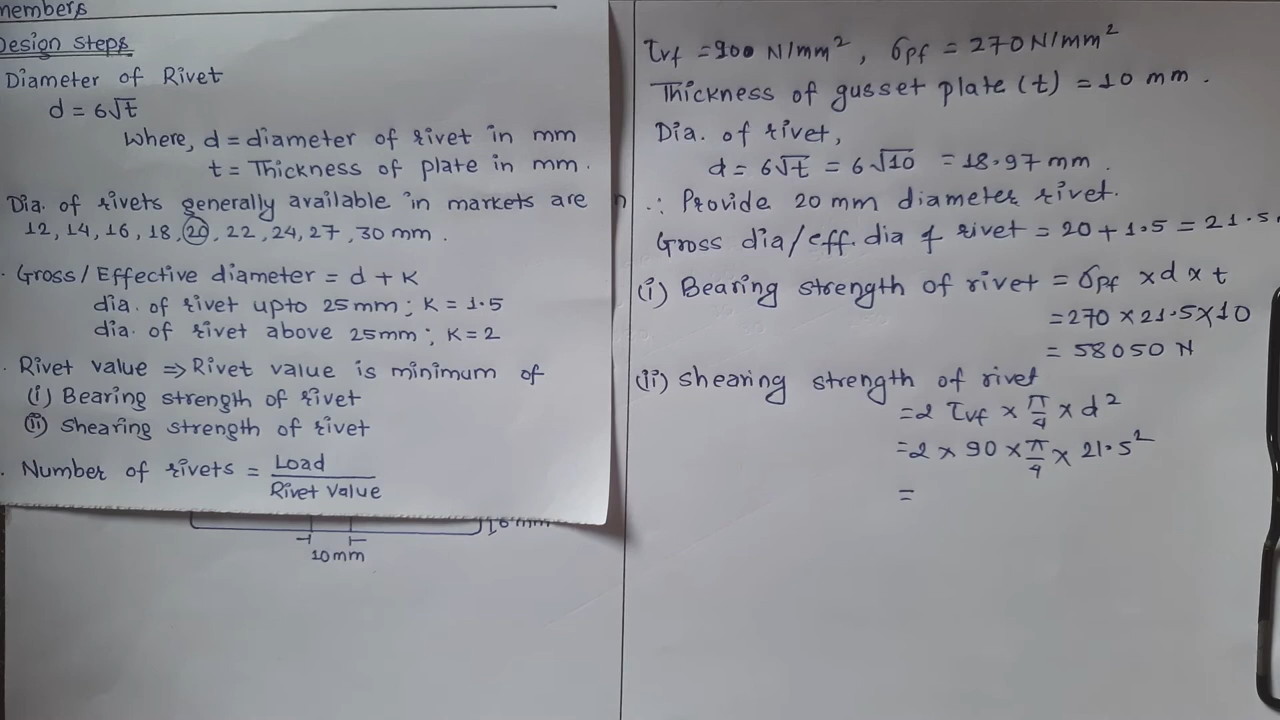 members
Design steps
Diameter of Rivet
d = 6√t
Where, d = diameter of rivet in mm
t = Thickness of plate in mm.
Dia. of rivets generally available in markets are
12, 14, 16, 18, 20, 22, 24, 27, 30 mm.
Gross/Effective diameter = d + K
dia. of rivet upto 25mm; K = 1.5
dia. of rivet above 25mm; K = 2
Rivet value ⇒ Rivet value is minimum of
(i) Bearing strength of rivet
(ii) Shearing strength of rivet
Number of rivets = Load / Rivet value
10 mm
τvf = 900 N/mm², σpf = 270 N/mm²
Thickness of gusset plate (t) = 10 mm.
Dia. of rivet,
d = 6√t = 6√10 = 18.97 mm.
∴ Provide 20 mm diameter rivet.
Gross dia/eff. dia of rivet = 20 + 1.5 = 21.5
(i) Bearing strength of rivet = σpf × d × t
= 270 × 21.5 × 10
= 58050 N
(ii) Shearing strength of rivet
= 2 τvf × π/4 × d²
= 2 × 90 × π/4 × 21.5²
=